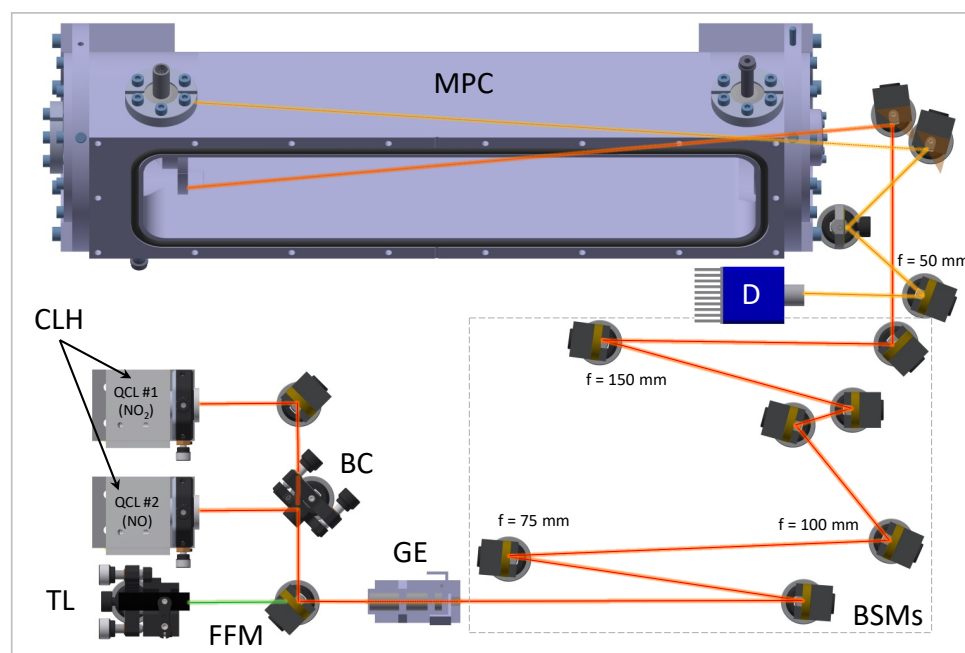 MPC
f = 50 mm
D
CLH
f = 150 mm
QCL #1
(NO₂)
BC
QCL #2
(NO)
f = 75 mm
f = 100 mm
GE
TL
FFM
BSMs